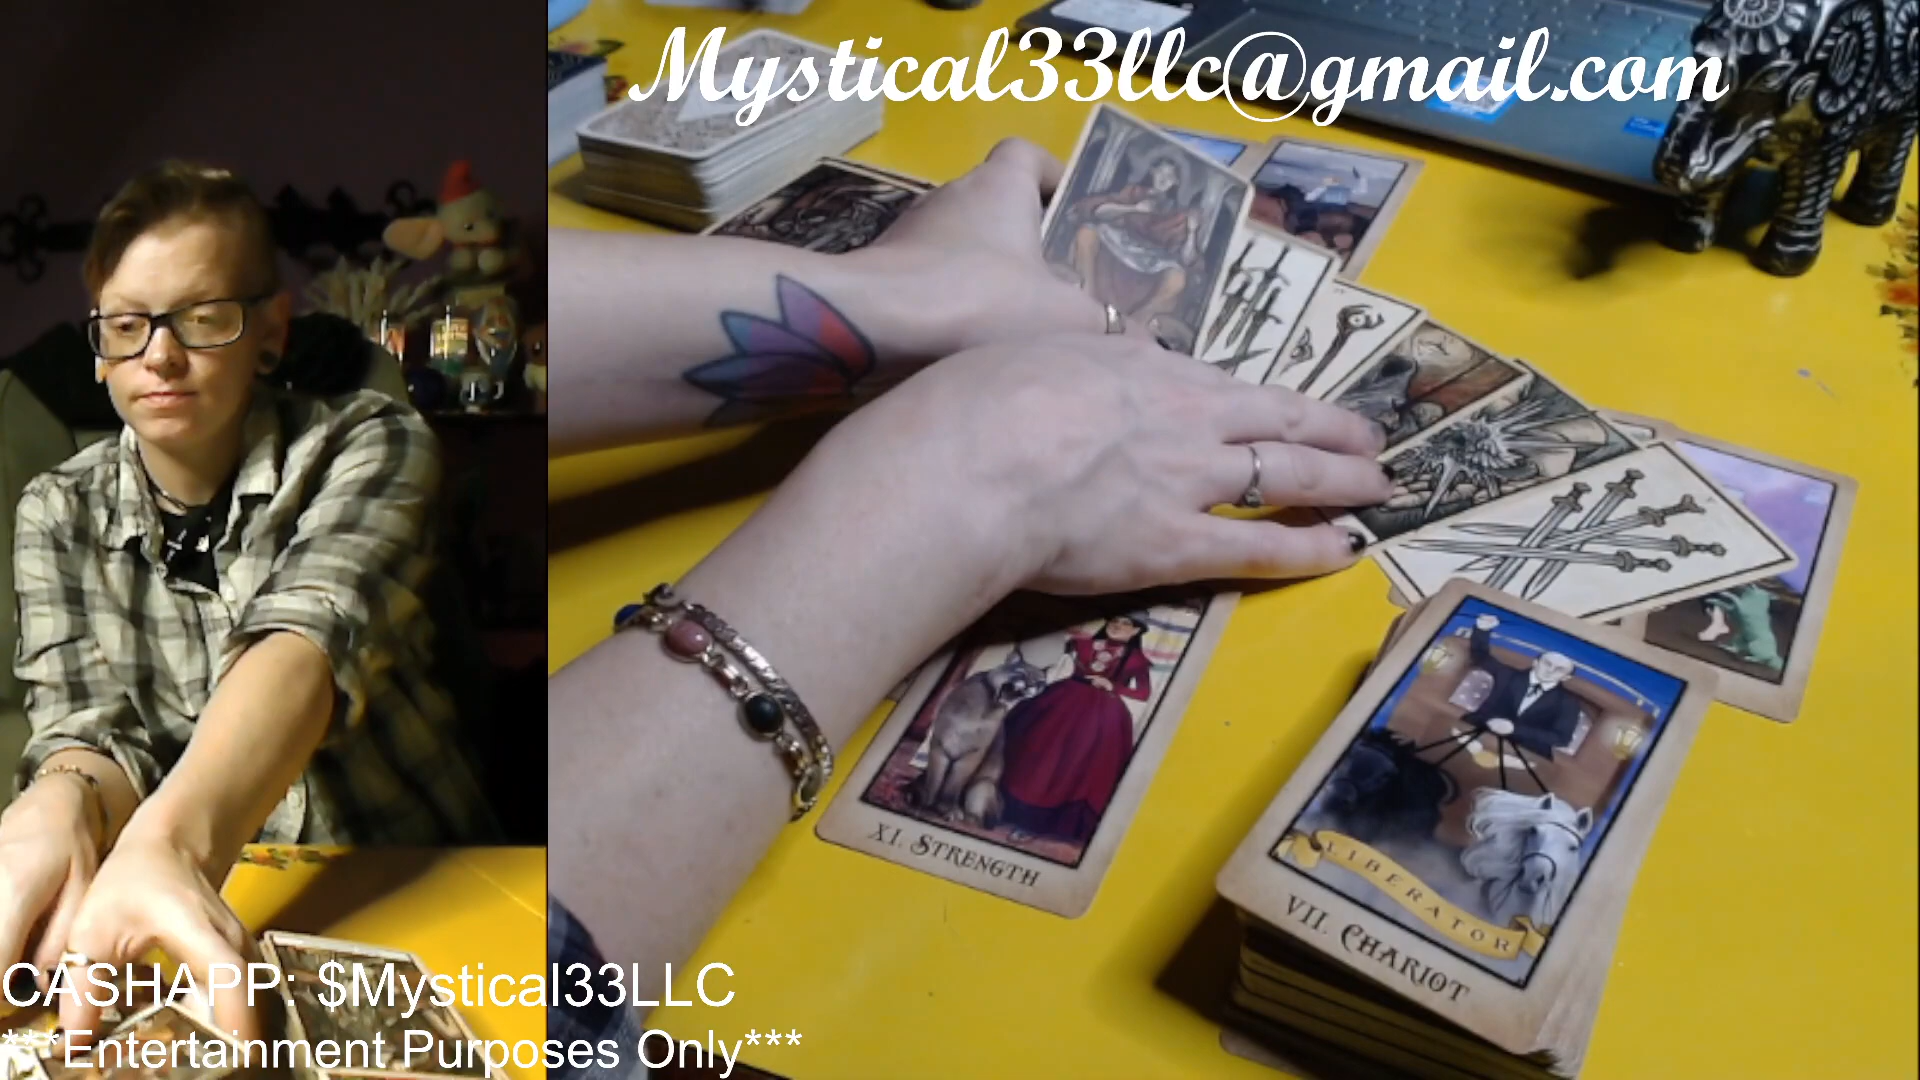 Mystical33llc@gmail.com
XI. STRENGTH
LIBERATOR
VII. CHARIOT
CASHAPP: $Mystical33LLC
***Entertainment Purposes Only***